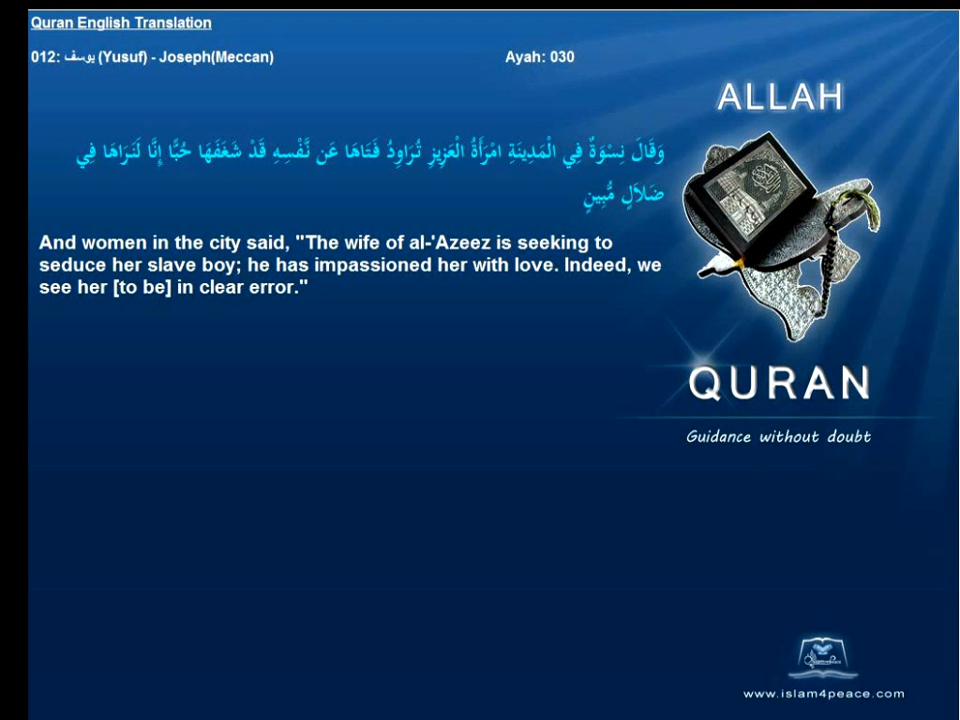 Quran English Translation
012: يوسف (Yusuf) - Joseph(Meccan) Ayah: 030
ALLAH
وَقَالَ نِسْوَةٌ فِي الْمَدِينَةِ امْرَأَةُ الْعَزِيزِ تُرَاوِدُ فَتَاهَا عَن نَّفْسِهِ قَدْ شَغَفَهَا حُبًّا إِنَّا لَنَرَاهَا فِي
ضَلاَلٍ مُّبِينٍ
And women in the city said, "The wife of al-'Azeez is seeking to
seduce her slave boy; he has impassioned her with love. Indeed, we
see her [to be] in clear error."
QURAN
Guidance without doubt
www.islam4peace.com